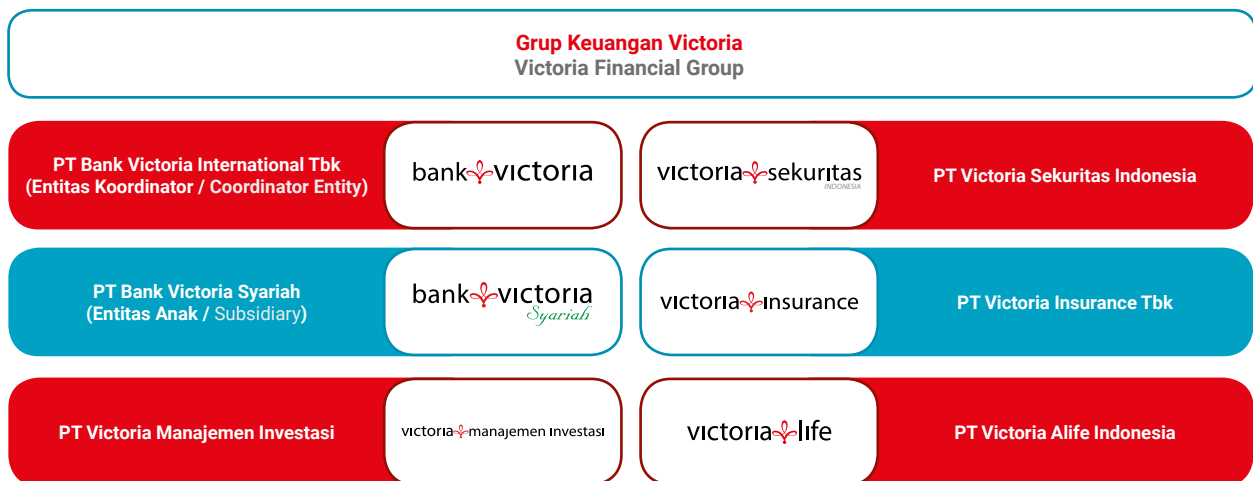 Grup Keuangan Victoria
Victoria Financial Group
PT Bank Victoria International Tbk
(Entitas Koordinator / Coordinator Entity)
bank victoria
victoria sekuritas
INDONESIA
PT Victoria Sekuritas Indonesia
PT Bank Victoria Syariah
(Entitas Anak / Subsidiary)
bank victoria
Syariah
victoria insurance
PT Victoria Insurance Tbk
PT Victoria Manajemen Investasi
victoria manajemen investasi
victoria life
PT Victoria Alife Indonesia